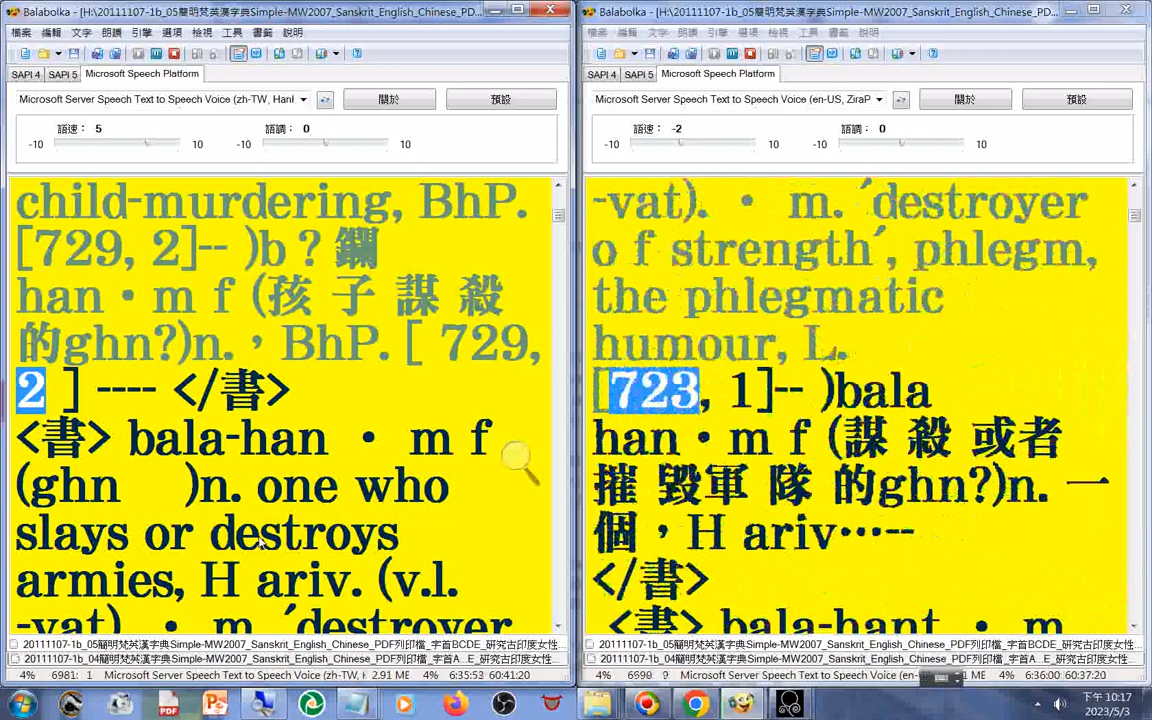 Balabolka - [H:\20111107-1b_05簡明梵英漢字典Simple-MW2007_Sanskrit_English_Chinese_PD...
檔案 編輯 文字 朗讀 引擎 選項 檢視 工具 書籤 說明
SAPI 4 SAPI 5 Microsoft Speech Platform
Microsoft Server Speech Text to Speech Voice (zh-TW, HanI
關於 預設
語速： 5 語調： 0
-10 10 -10 10
child-murdering, BhP.
[729, 2]-- )b ? 鑭
han・m f (孩 子 謀 殺
的ghn?)n.，BhP. [ 729,
2 ] ---- </書>
<書> bala-han ・ m f
(ghn )n. one who
slays or destroys
armies, H ariv. (v.l.
-vat) ・ m ´destroyer
20111107-1b_05簡明梵英漢字典Simple-MW2007_Sanskrit_English_Chinese_PDF列印檔_字首BCDE_研究古印度女性...
20111107-1b_04簡明梵英漢字典Simple-MW2007_Sanskrit_English_Chinese_PDF列印檔_字首A...E_研究古印度女性...
4% 6981: 1 Microsoft Server Speech Text to Speech Voice (zh-TW, 2.91 ME 4% 6:35:53 60:41:20
Balabolka - [H:\20111107-1b_05簡明梵英漢字典Simple-MW2007_Sanskrit_English_Chinese_PD...
檔案 編輯 文字 朗讀 引擎 選項 檢視 工具 書籤 說明
SAPI 4 SAPI 5 Microsoft Speech Platform
Microsoft Server Speech Text to Speech Voice (en-US, ZiraP
關於 預設
語速： -2 語調： 0
-10 10 -10 10
-vat). ・ m. ´destroyer
o f strength´, phlegm,
the phlegmatic
humour, L.
[723, 1]-- )bala
han・m f (謀 殺 或者
摧 毀軍 隊 的ghn?)n. 一
個，H ariv…--
</書>
<書> bala-hant ・ m
20111107-1b_05簡明梵英漢字典Simple-MW2007_Sanskrit_English_Chinese_PDF列印檔_字首BCDE_研究古印度女性...
20111107-1b_04簡明梵英漢字典Simple-MW2007_Sanskrit_English_Chinese_PDF列印檔_字首A...E_研究古印度女性...
4% Microsoft Server Speech Text to Speech Voice (en-US, ME 4% 6:36:00 60:37:20
下午 10:17
2023/5/3